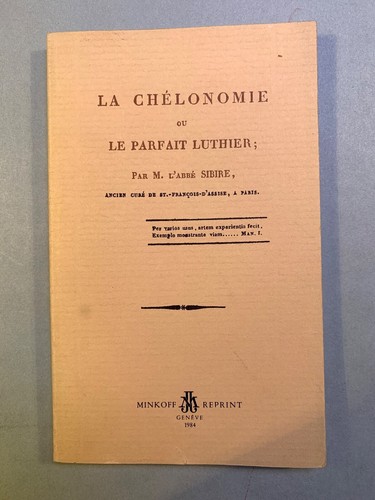 LA CHÉLONOMIE
OU
LE PARFAIT LUTHIER;
PAR M. L'ABBÉ SIBIRE,
ANCIEN CURÉ DE ST.-FRANÇOIS-D'ASSISE, A PARIS.
Per varios usus, artem experientia fecit,
Exemplo monstrante viam...... MAN. I.
MINKOFF REPRINT
GENÈVE
1984